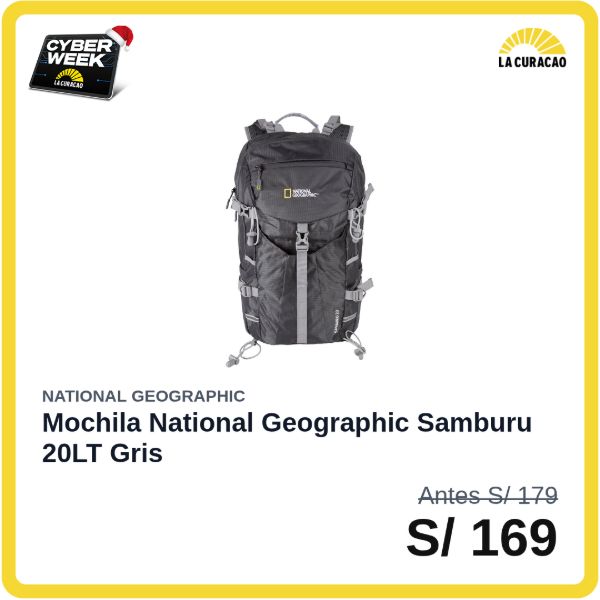 CYBER
WEEK
LA CURACAO
LA CURACAO
NATIONAL
GEOGRAPHIC
NATIONAL GEOGRAPHIC
Mochila National Geographic Samburu
20LT Gris
Antes S/ 179
S/ 169